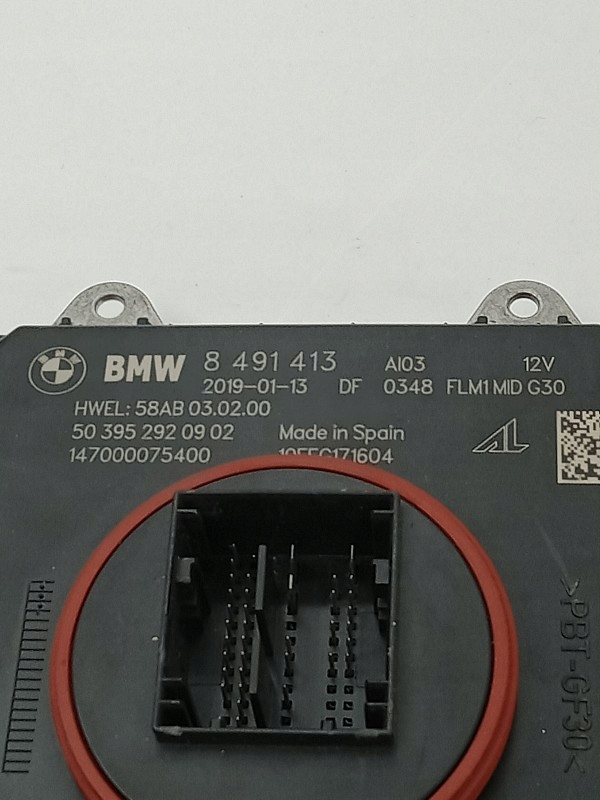 BMW 8 491 413 AI03 12V
2019-01-13 DF 0348 FLM1 MID G30
HWEL: 58AB 03.02.00
50 395 292 09 02 Made in Spain
147000075400
AL
>PBT-GF30<